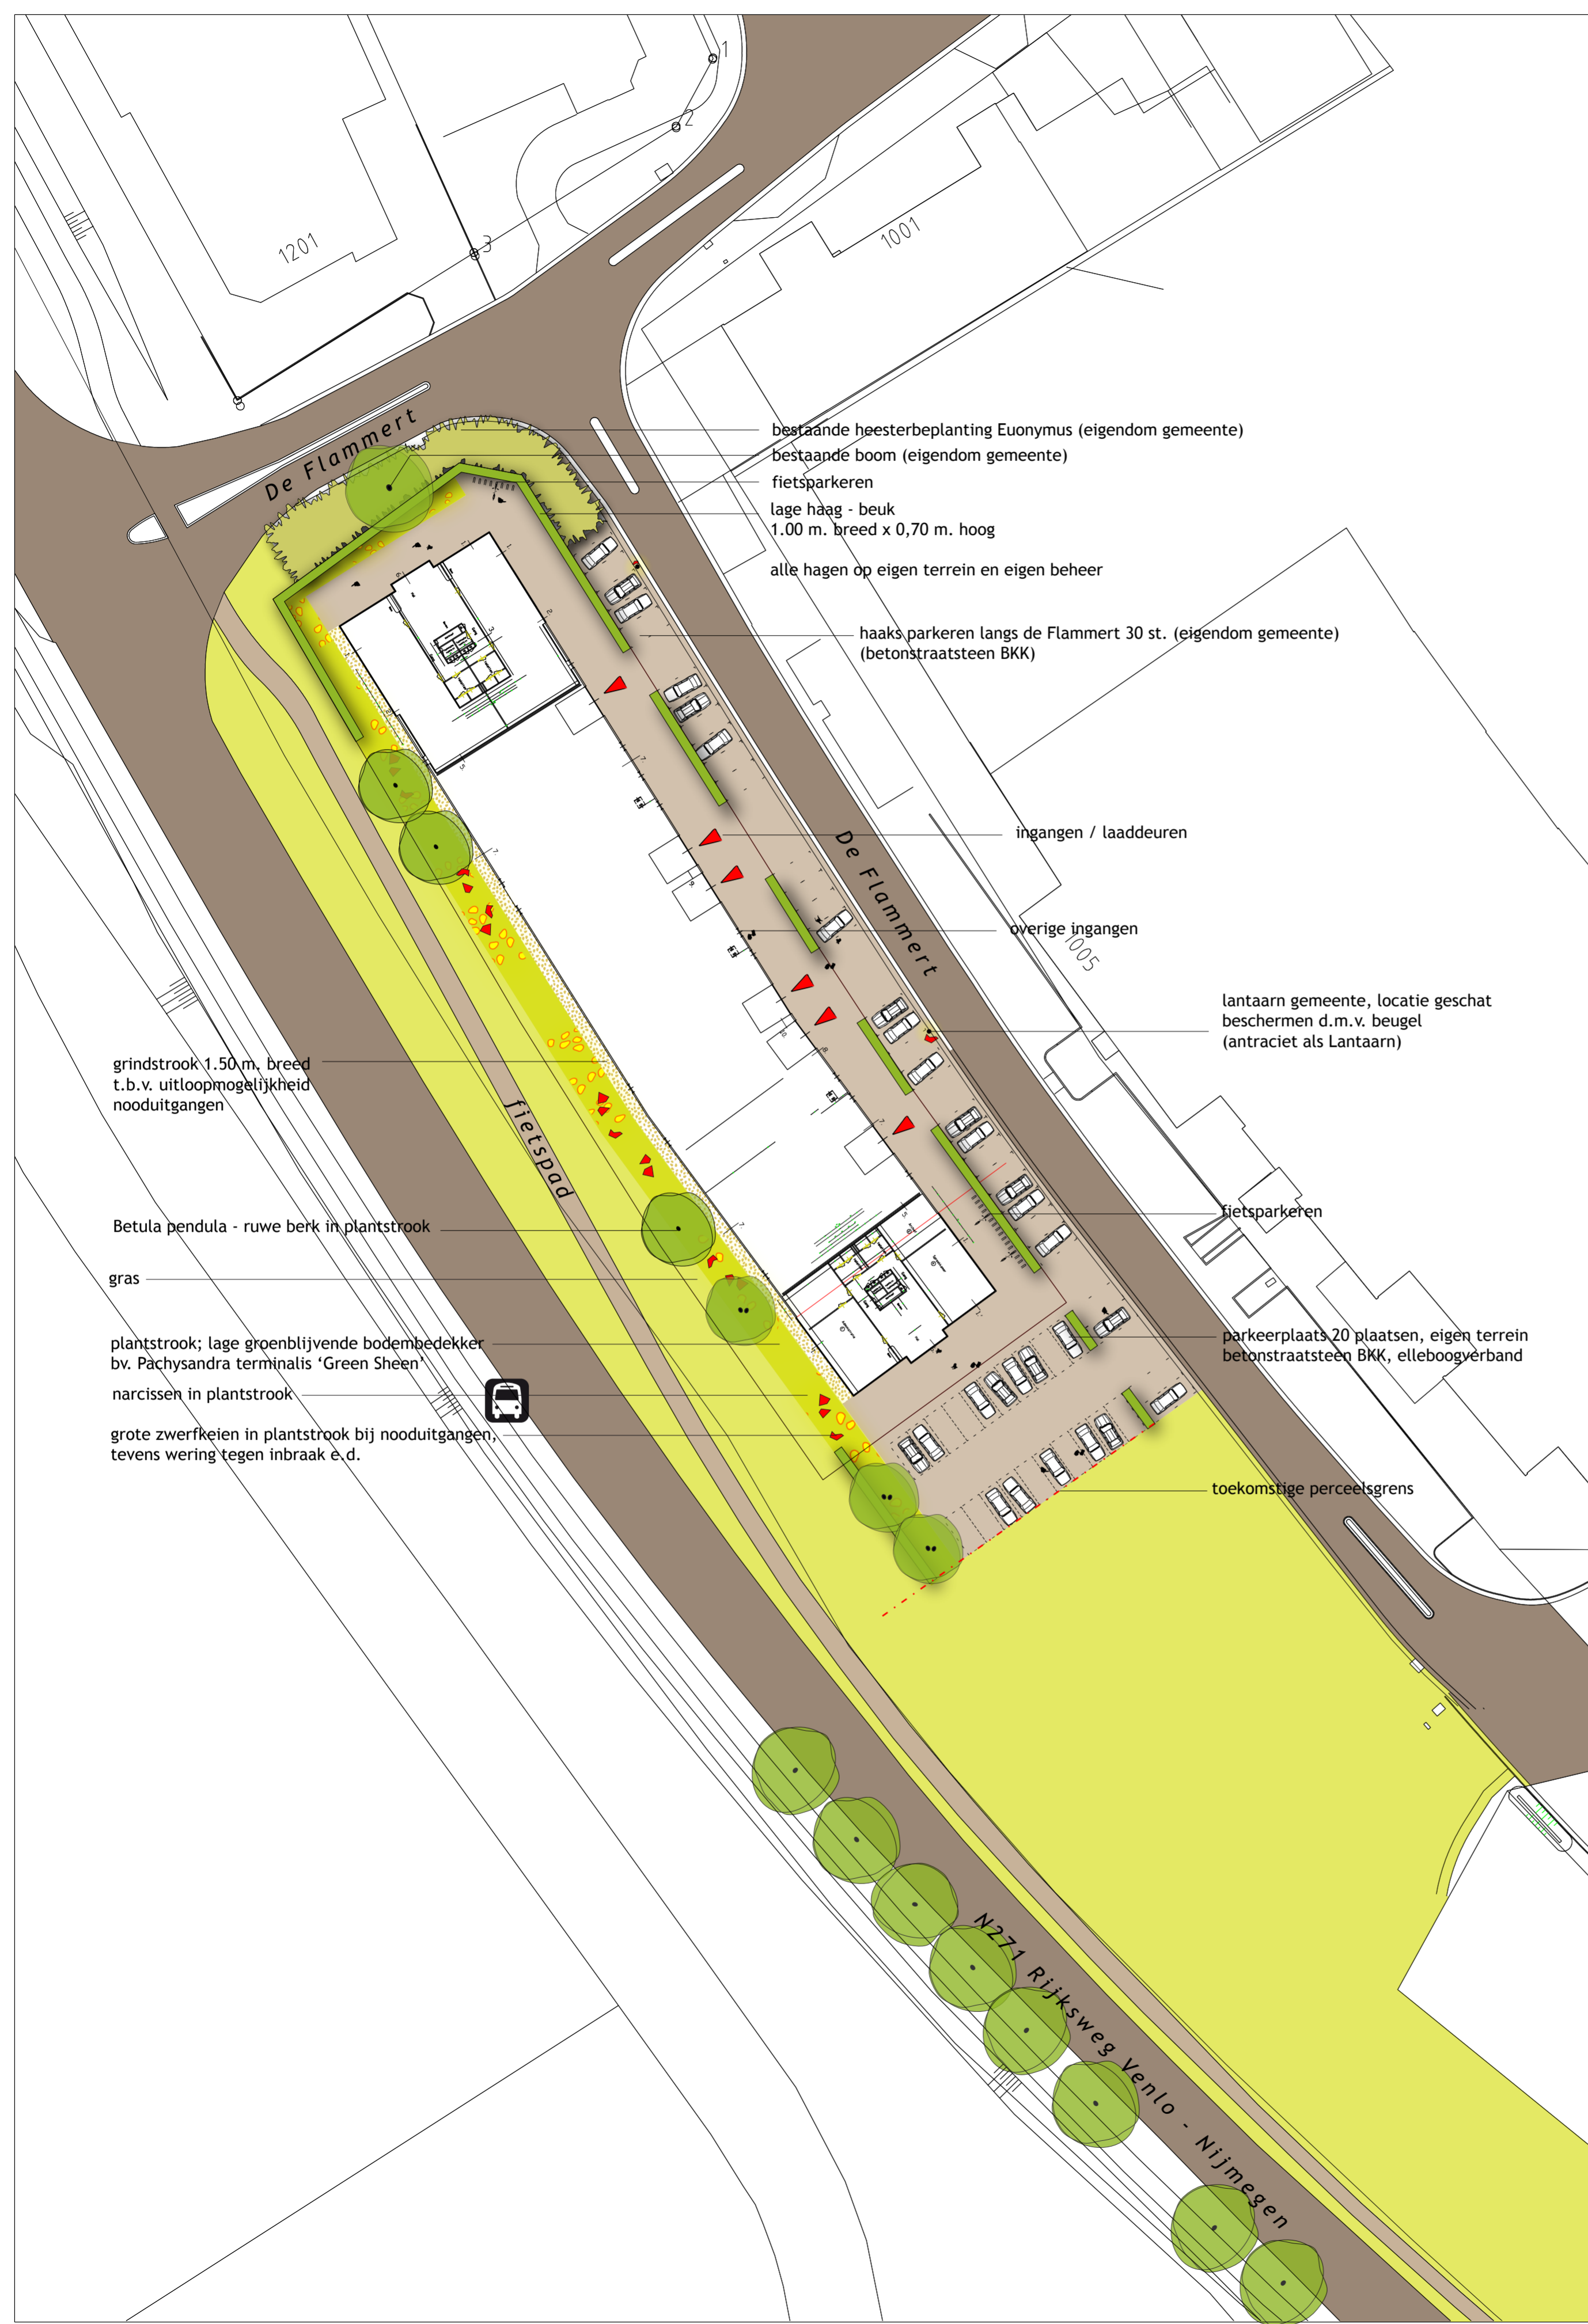 1
2
3
1201
1001
De Flammert
bestaande heesterbeplanting Euonymus (eigendom gemeente)
bestaande boom (eigendom gemeente)
fietsparkeren
lage haag - beuk
1.00 m. breed x 0,70 m. hoog
alle hagen op eigen terrein en eigen beheer
haaks parkeren langs de Flammert 30 st. (eigendom gemeente)
(betonstraatsteen BKK)
De Flammert
ingangen / laaddeuren
overige ingangen
1005
lantaarn gemeente, locatie geschat
beschermen d.m.v. beugel
(antraciet als Lantaarn)
grindstrook 1.50 m. breed
t.b.v. uitloopmogelijkheid
nooduitgangen
fietspad
fietsparkeren
Betula pendula - ruwe berk in plantstrook
gras
parkeerplaats 20 plaatsen, eigen terrein
betonstraatsteen BKK, elleboogverband
plantstrook; lage groenblijvende bodembedekker
bv. Pachysandra terminalis ‘Green Sheen’
narcissen in plantstrook
grote zwerfkeien in plantstrook bij nooduitgangen,
tevens wering tegen inbraak e.d.
toekomstige perceelsgrens
N271 Rijksweg Venlo - Nijmegen